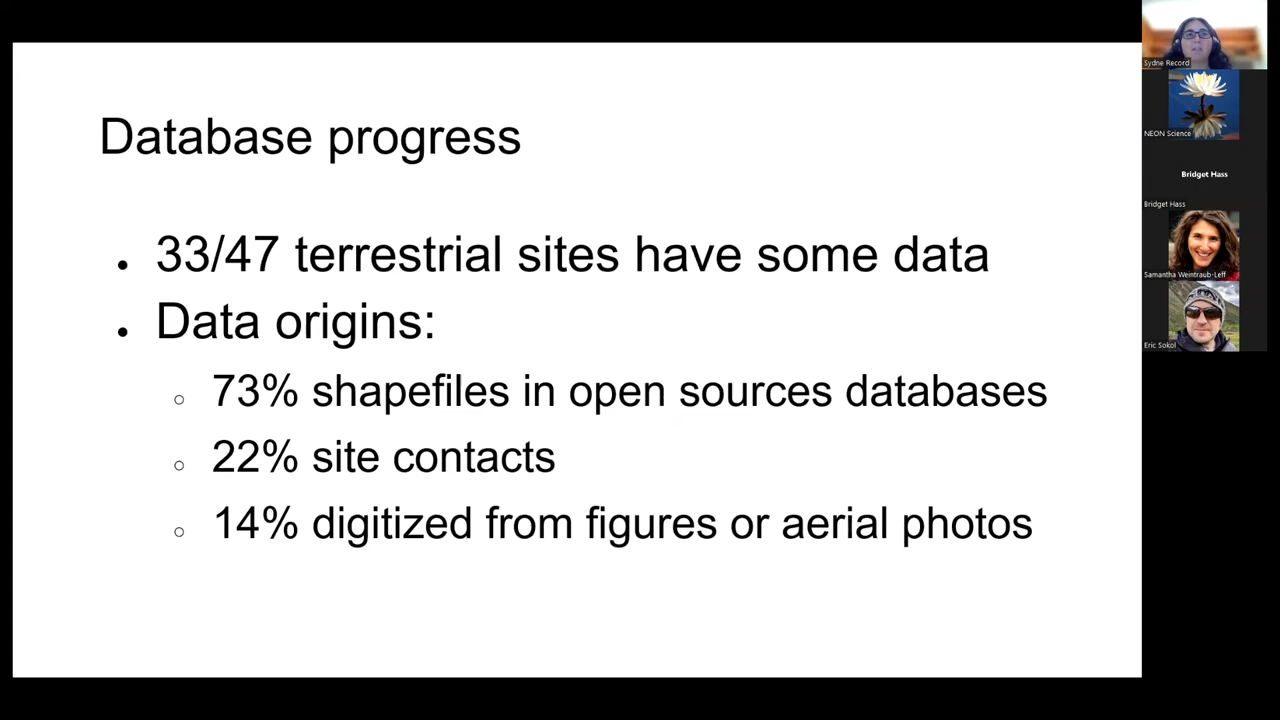 Database progress
33/47 terrestrial sites have some data
Data origins:
73% shapefiles in open sources databases
22% site contacts
14% digitized from figures or aerial photos
Sydne Record
NEON Science
Bridget Hass
Bridget Hass
Samantha Weintraub-Leff
Eric Sokol